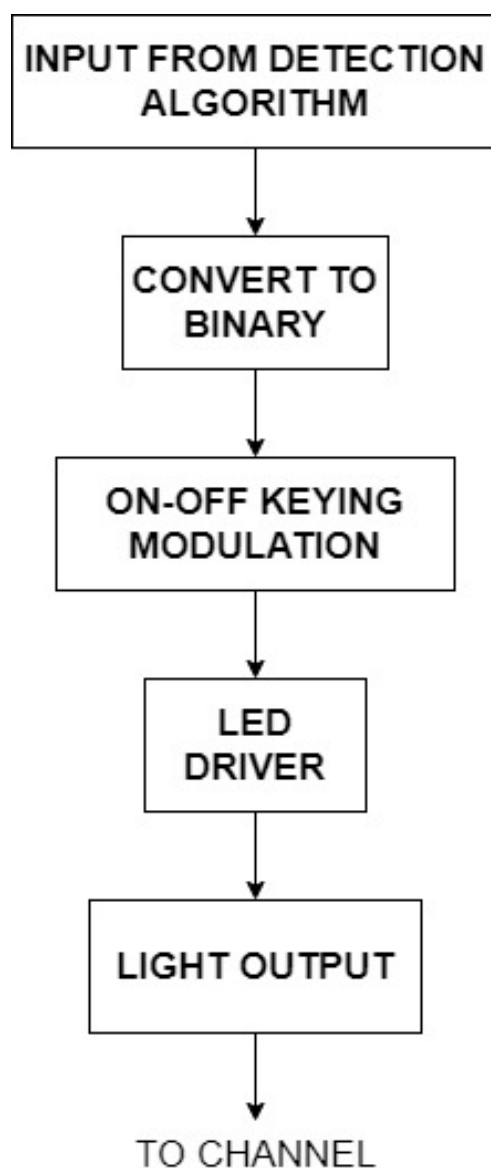 INPUT FROM DETECTION
ALGORITHM
CONVERT TO
BINARY
ON-OFF KEYING
MODULATION
LED
DRIVER
LIGHT OUTPUT
TO CHANNEL